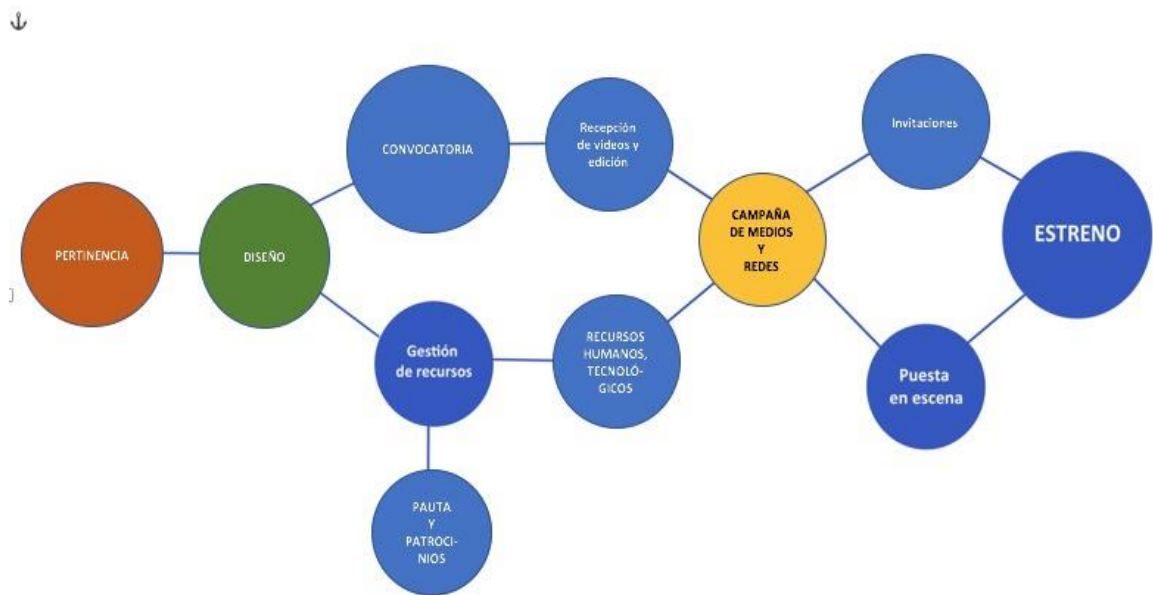 PERTINENCIA
DISEÑO
CONVOCATORIA
Recepción
de vídeos y
edición
Gestión
de recursos
RECURSOS
HUMANOS,
TECNOLÓ-
GICOS
PAUTA
Y
PATROCI-
NIOS
CAMPAÑA
DE MEDIOS
Y
REDES
Invitaciones
Puesta
en escena
ESTRENO